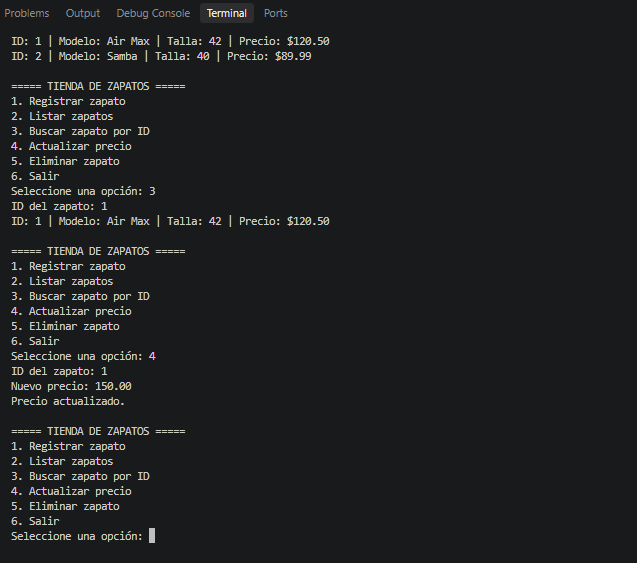 Problems Output Debug Console Terminal Ports
ID: 1 | Modelo: Air Max | Talla: 42 | Precio: $120.50
ID: 2 | Modelo: Samba | Talla: 40 | Precio: $89.99
===== TIENDA DE ZAPATOS =====
1. Registrar zapato
2. Listar zapatos
3. Buscar zapato por ID
4. Actualizar precio
5. Eliminar zapato
6. Salir
Seleccione una opción: 3
ID del zapato: 1
ID: 1 | Modelo: Air Max | Talla: 42 | Precio: $120.50
===== TIENDA DE ZAPATOS =====
1. Registrar zapato
2. Listar zapatos
3. Buscar zapato por ID
4. Actualizar precio
5. Eliminar zapato
6. Salir
Seleccione una opción: 4
ID del zapato: 1
Nuevo precio: 150.00
Precio actualizado.
===== TIENDA DE ZAPATOS =====
1. Registrar zapato
2. Listar zapatos
3. Buscar zapato por ID
4. Actualizar precio
5. Eliminar zapato
6. Salir
Seleccione una opción: